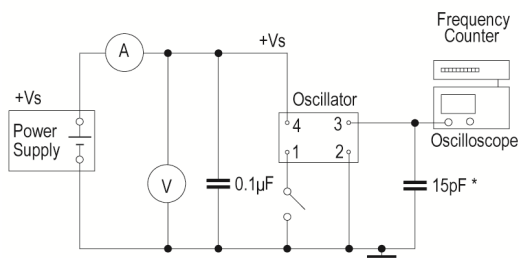 Frequency
Counter
A
+Vs
+Vs
Oscillator
Power
Supply
4 3
1 2
Oscilloscope
V
0.1µF
15pF *